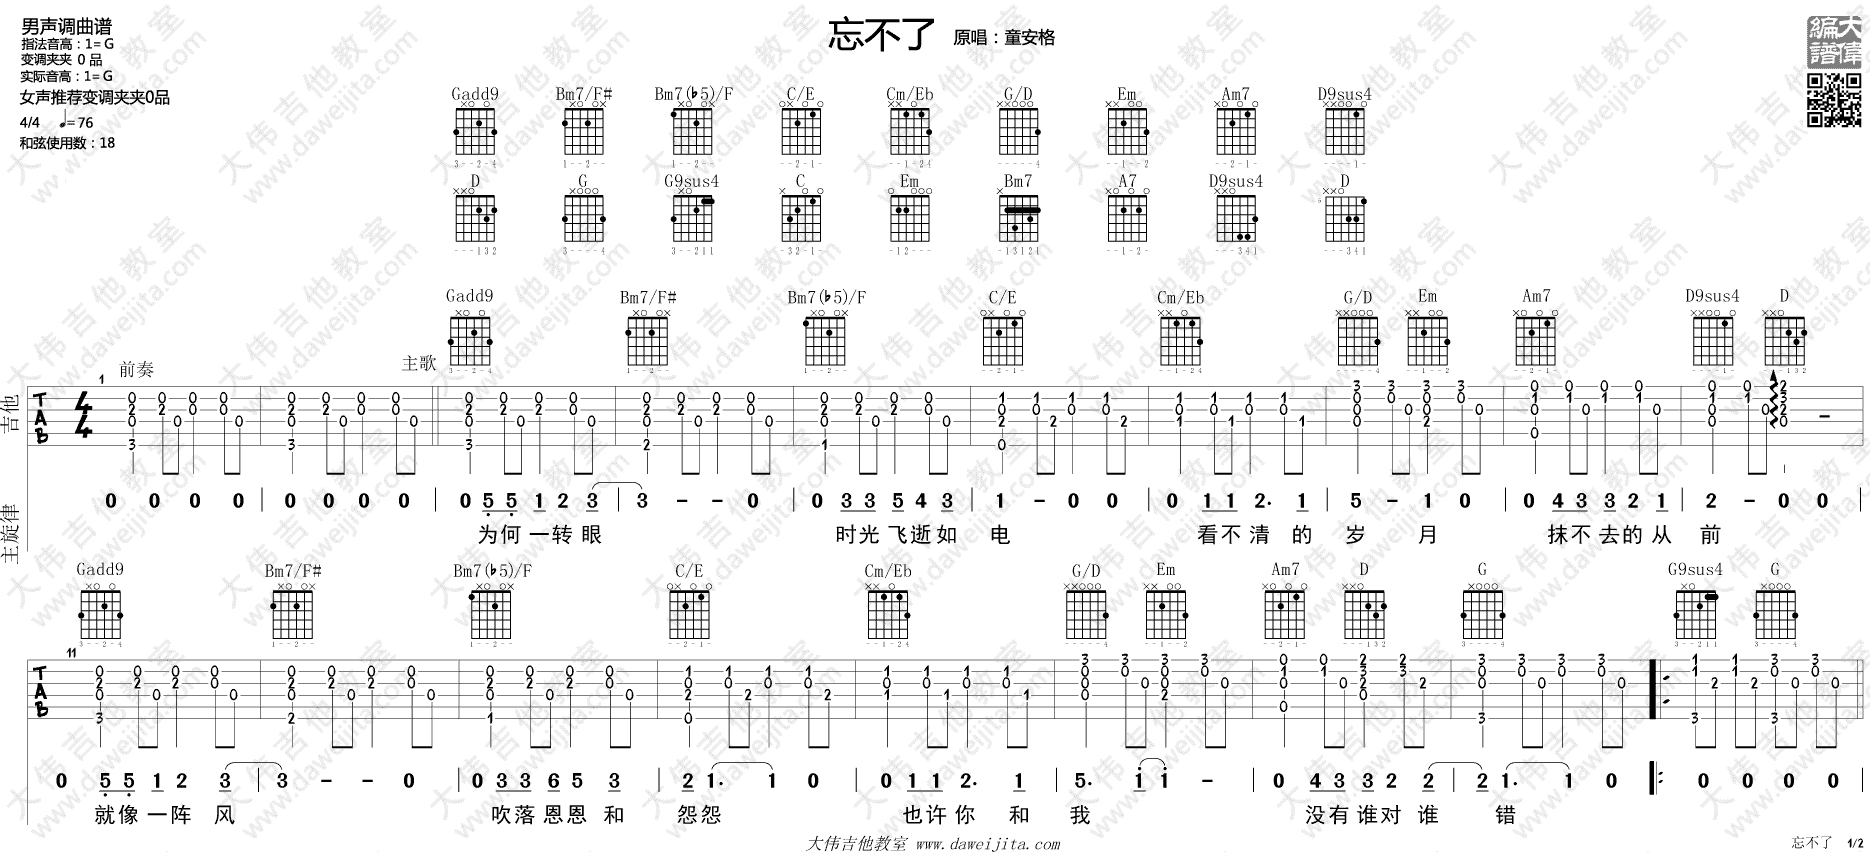 男声调曲谱
指法音高：1=G
变调夹夹 0 品
实际音高：1=G
女声推荐变调夹夹0品
4/4 ♩=76
和弦使用数：18
忘不了 原唱：童安格
大偉編譜
Gadd9 Bm7/F# Bm7(♭5)/F C/E Cm/Eb G/D Em Am7 D9sus4
D G G9sus4 C Em Bm7 A7 D9sus4 D
Gadd9 Bm7/F# Bm7(♭5)/F C/E Cm/Eb G/D Em Am7 D9sus4 D
前奏 主歌
吉他
TAB 4/4
主旋律
0 0 0 0 | 0 0 0 0 | 0 5 5 1 2 3 | 3 - - 0 | 0 3 3 5 4 3 | 1 - 0 0 | 0 1 1 2. 1 | 5 - 1 0 | 0 4 3 3 2 1 | 2 - 0 0 |
为何一转眼 时光飞逝如电 看不清的岁月 抹不去的从前
Gadd9 Bm7/F# Bm7(♭5)/F C/E Cm/Eb G/D Em Am7 D G G9sus4 G
11
TAB
0 5 5 1 2 3 | 3 - - 0 | 0 3 3 6 5 3 | 2 1. 1 0 | 0 1 1 2. 1 | 5. i i - | 0 4 3 3 2 2 | 2 1. 1 0 |: 0 0 0 0 |
就像一阵风 吹落恩恩和怨怨 也许你和我 没有谁对谁错
大伟吉他教室 www.daweijita.com
忘不了 1/2